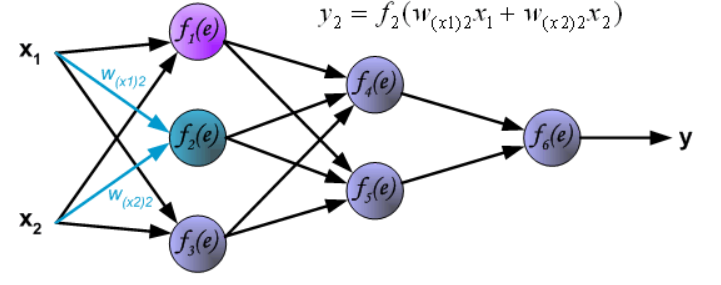 y₂ = f₂(w₍ₓ₁₎₂x₁ + w₍ₓ₂₎₂x₂)
f₁(e)
x₁
w₍ₓ₁₎₂
f₄(e)
f₂(e)
f₆(e)
y
f₅(e)
w₍ₓ₂₎₂
x₂
f₃(e)